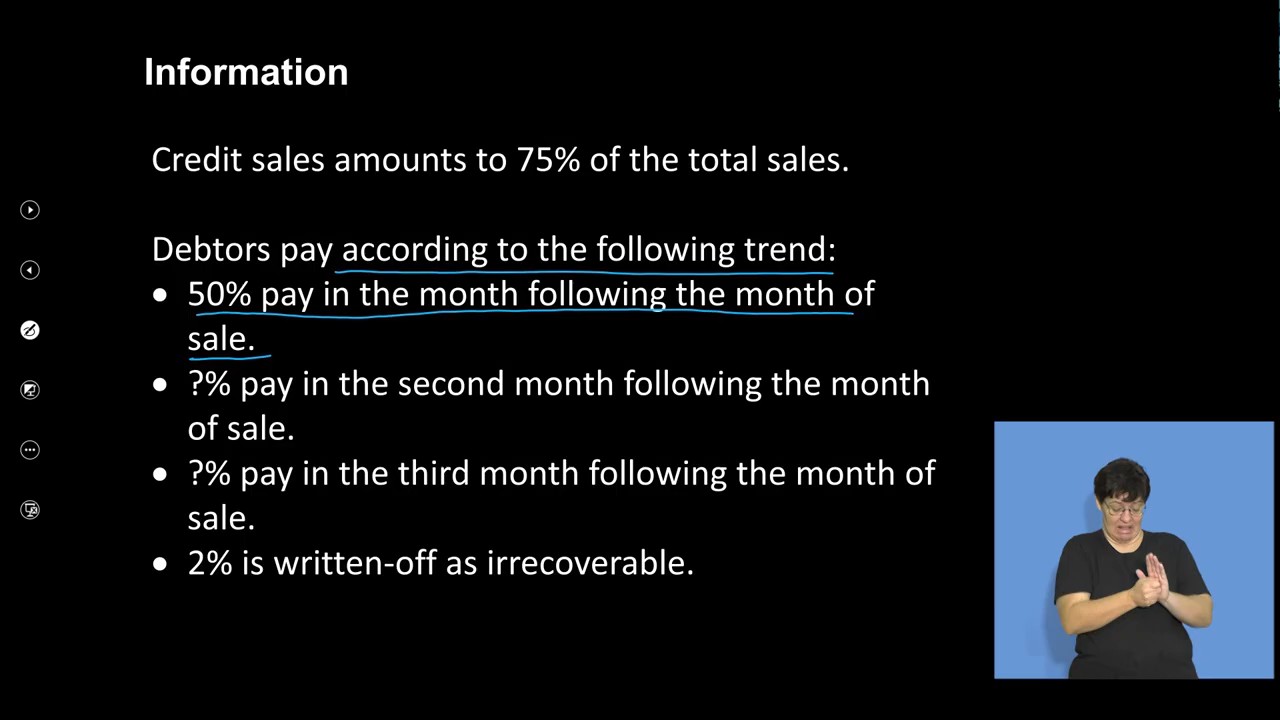 Information
Credit sales amounts to 75% of the total sales.
Debtors pay according to the following trend:
• 50% pay in the month following the month of
sale.
• ?% pay in the second month following the month
of sale.
• ?% pay in the third month following the month of
sale.
• 2% is written-off as irrecoverable.